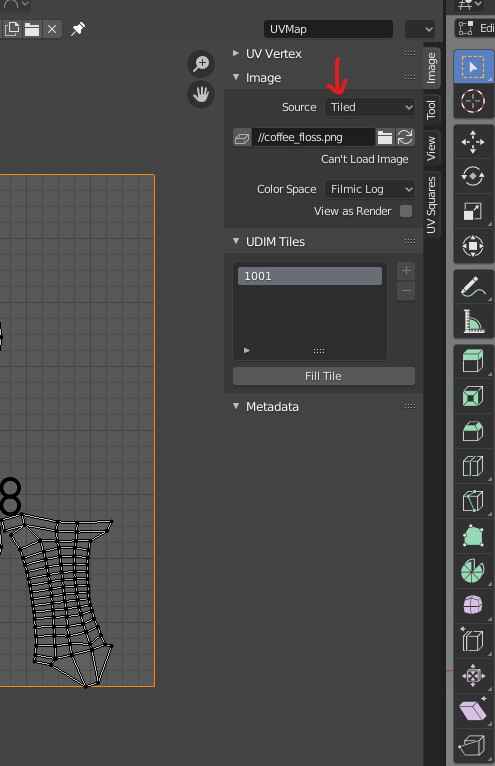 UVMap
Edi
UV Vertex
Image
Source Tiled
//coffee_floss.png
Can't Load Image
Color Space Filmic Log
View as Render
UDIM Tiles
1001
Fill Tile
Metadata
Image
Tool
View
UV Squares
8